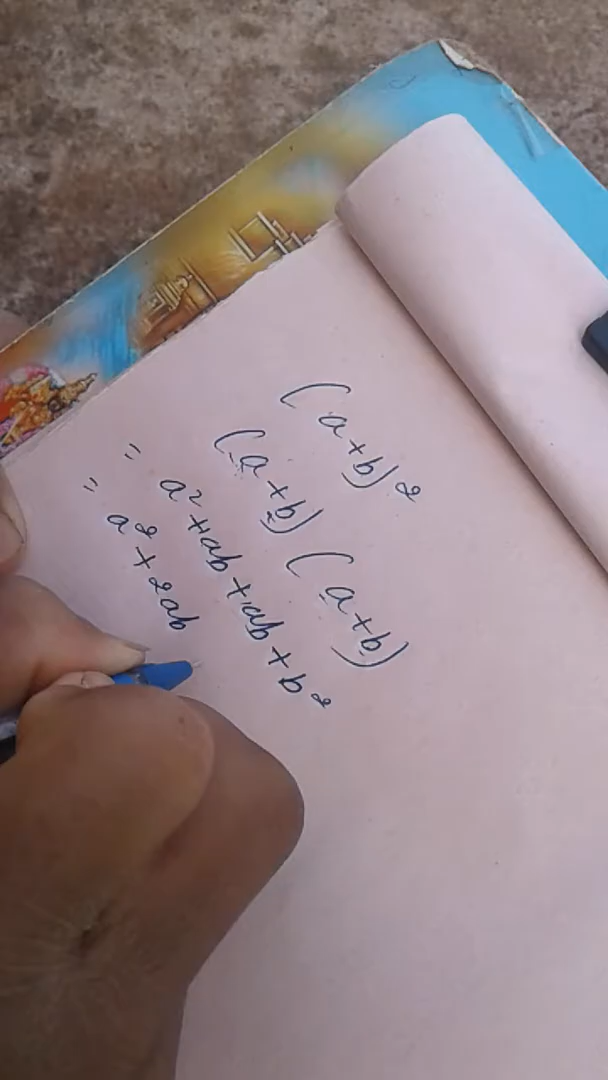 (a+b)²
(a+b) (a+b)
= a²+ab+ab+b²
= a²+2ab